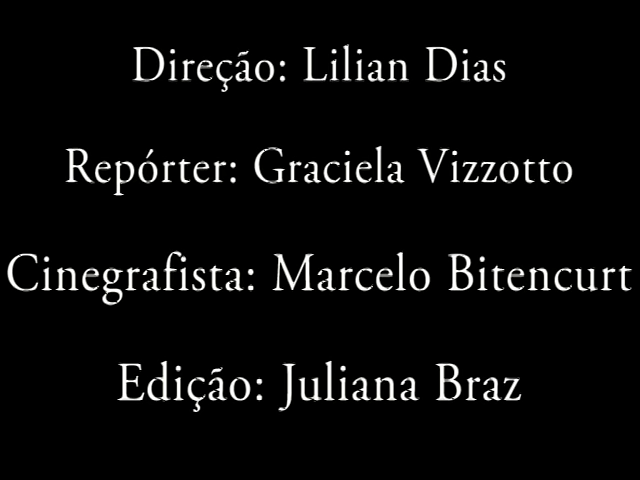 Direção: Lilian Dias
Repórter: Graciela Vizzotto
Cinegrafista: Marcelo Bitencurt
Edição: Juliana Braz